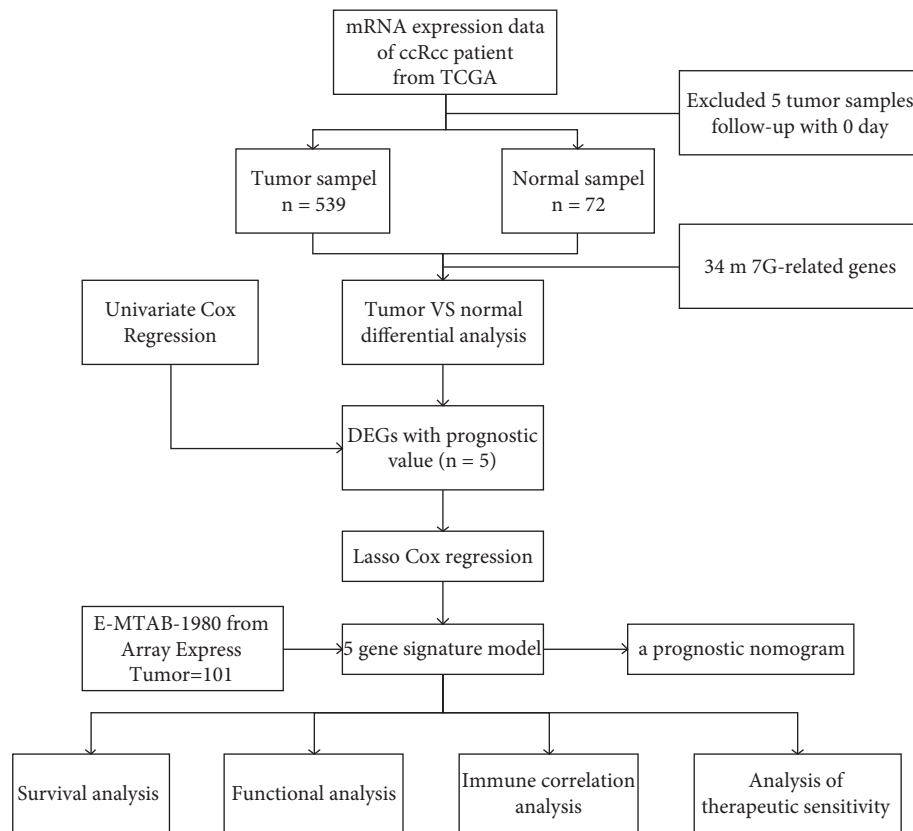 mRNA expression data
of ccRcc patient
from TCGA
Excluded 5 tumor samples
follow-up with 0 day
Tumor sampel
n = 539
Normal sampel
n = 72
34 m 7G-related genes
Univariate Cox
Regression
Tumor VS normal
differential analysis
DEGs with prognostic
value (n = 5)
Lasso Cox regression
E-MTAB-1980 from
Array Express
Tumor=101
5 gene signature model
a prognostic nomogram
Survival analysis
Functional analysis
Immune correlation
analysis
Analysis of
therapeutic sensitivity